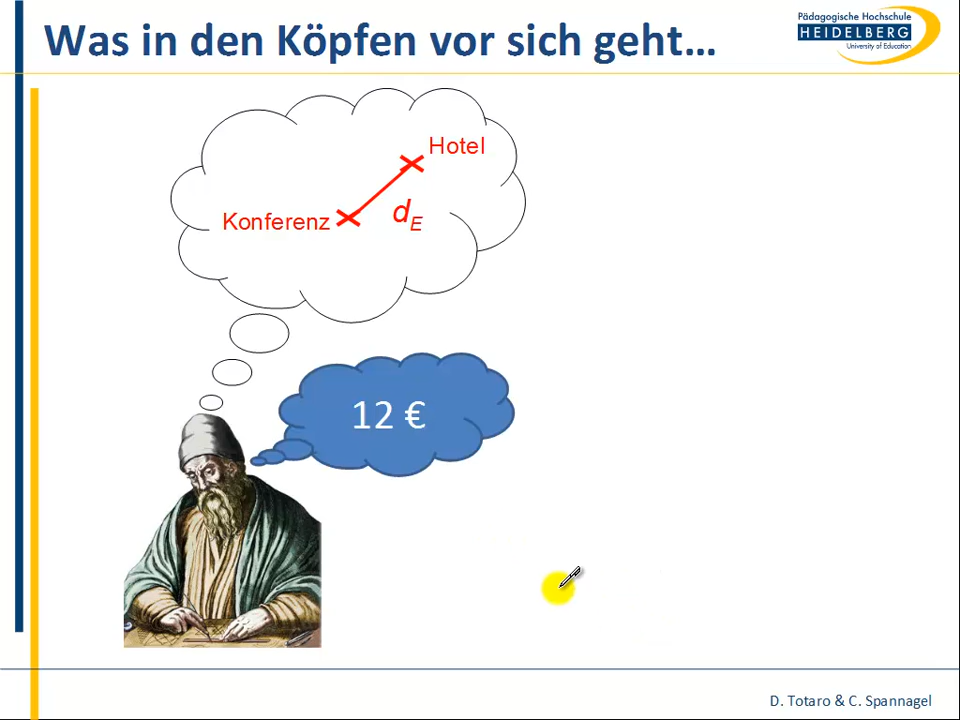 Was in den Köpfen vor sich geht…
Pädagogische Hochschule
HEIDELBERG
University of Education
Hotel
Konferenz
dE
12 €
D. Totaro & C. Spannagel